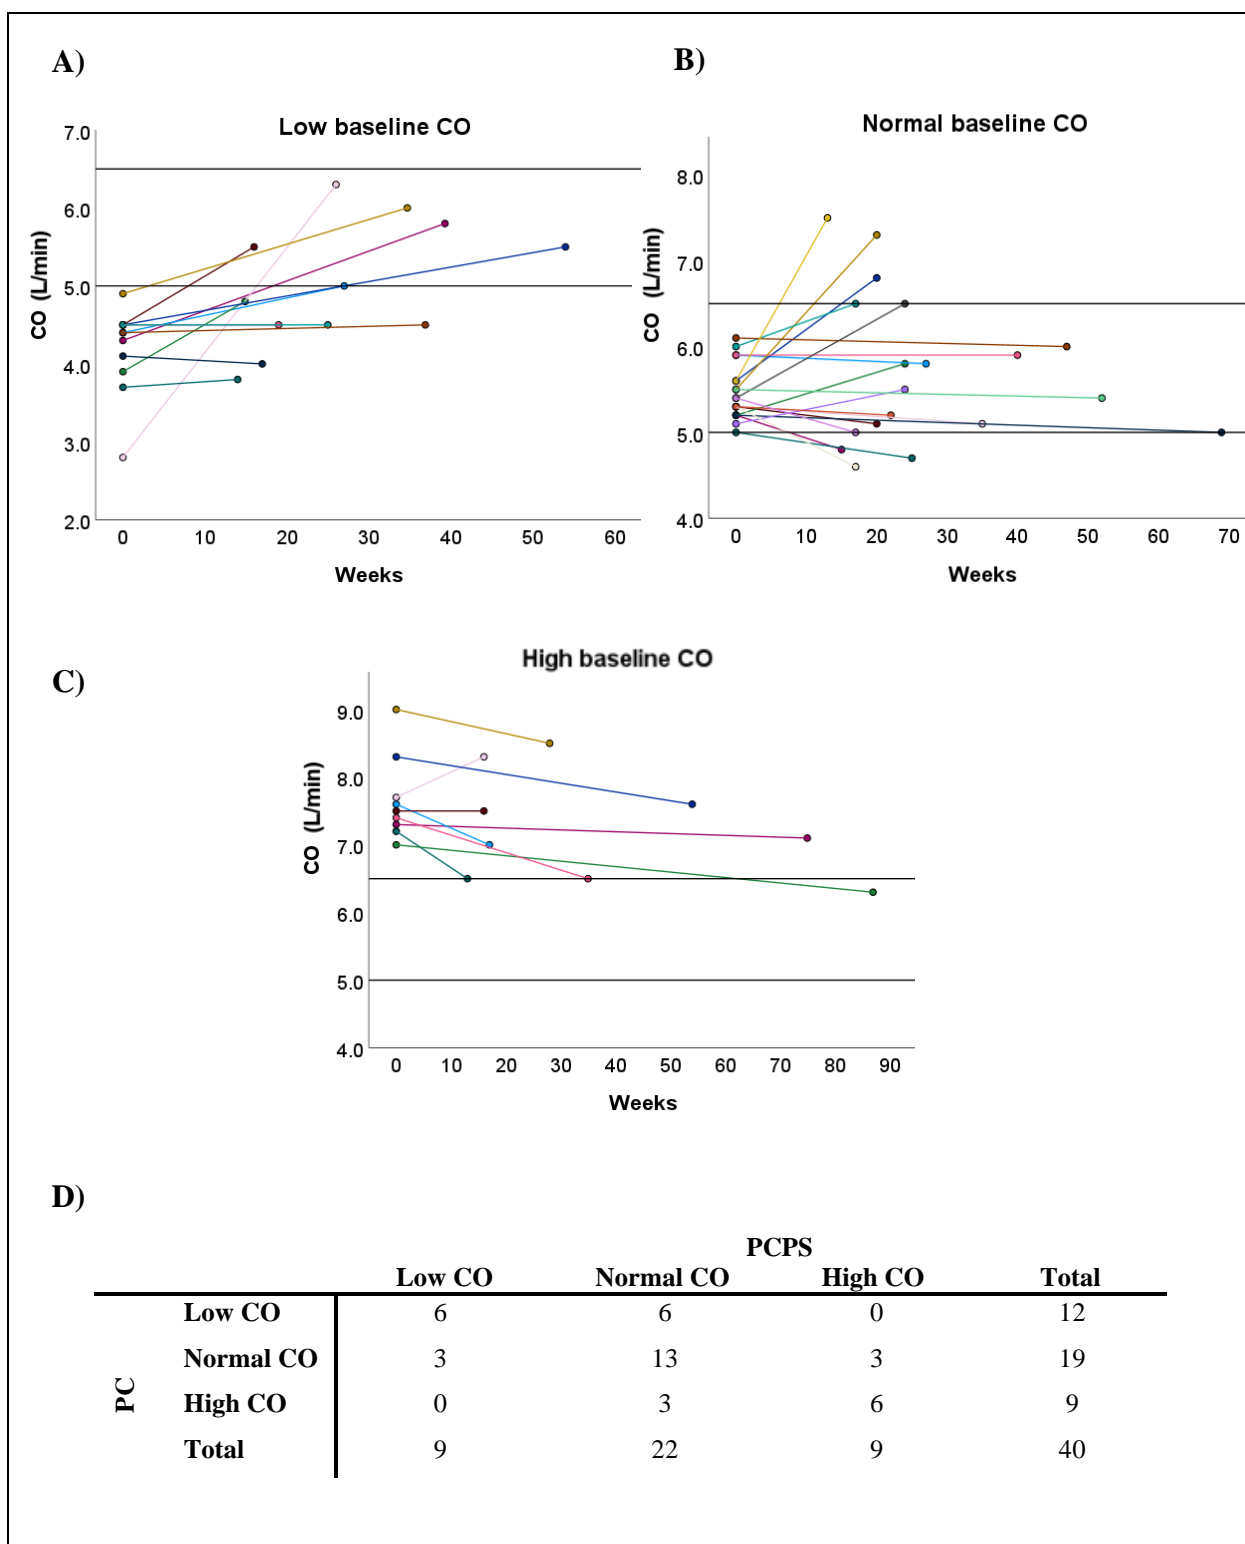 A)
Low baseline CO
CO (L/min)
7.0
6.0
5.0
4.0
3.0
2.0
0 10 20 30 40 50 60
Weeks
B)
Normal baseline CO
CO (L/min)
8.0
7.0
6.0
5.0
4.0
0 10 20 30 40 50 60 70
Weeks
C)
High baseline CO
CO (L/min)
9.0
8.0
7.0
6.0
5.0
4.0
0 10 20 30 40 50 60 70 80 90
Weeks
D)
PCPS
Low CO Normal CO High CO Total
PC
Low CO 6 6 0 12
Normal CO 3 13 3 19
High CO 0 3 6 9
Total 9 22 9 40